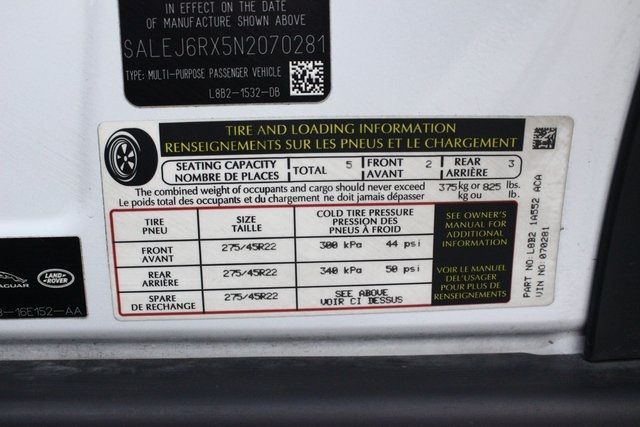 IN EFFECT ON THE DATE
OF MANUFACTURE SHOWN ABOVE
SALEJ6RX5N2070281
TYPE: MULTI-PURPOSE PASSENGER VEHICLE
L8B2-1532-DB
TIRE AND LOADING INFORMATION
RENSEIGNEMENTS SUR LES PNEUS ET LE CHARGEMENT
SEATING CAPACITY
NOMBRE DE PLACES
TOTAL 5
FRONT
AVANT 2
REAR
ARRIÈRE 3
The combined weight of occupants and cargo should never exceed 375 kg or 825 lbs.
Le poids total des occupants et du chargement ne doit jamais dépasser kg ou lb.
TIRE
PNEU
SIZE
TAILLE
COLD TIRE PRESSURE
PRESSION DES
PNEUS À FROID
FRONT
AVANT
275/45R22
300 kPa 44 psi
REAR
ARRIÈRE
275/45R22
340 kPa 50 psi
SPARE
DE RECHANGE
275/45R22
SEE ABOVE
VOIR CI DESSUS
SEE OWNER'S
MANUAL FOR
ADDITIONAL
INFORMATION
VOIR LE MANUEL
DEL'USAGER
POUR PLUS DE
RENSEIGNEMENTS
PART NO:L8B2 1A552 ACA
VIN NO:070281
JAGUAR
LAND
ROVER
-16E152-AA